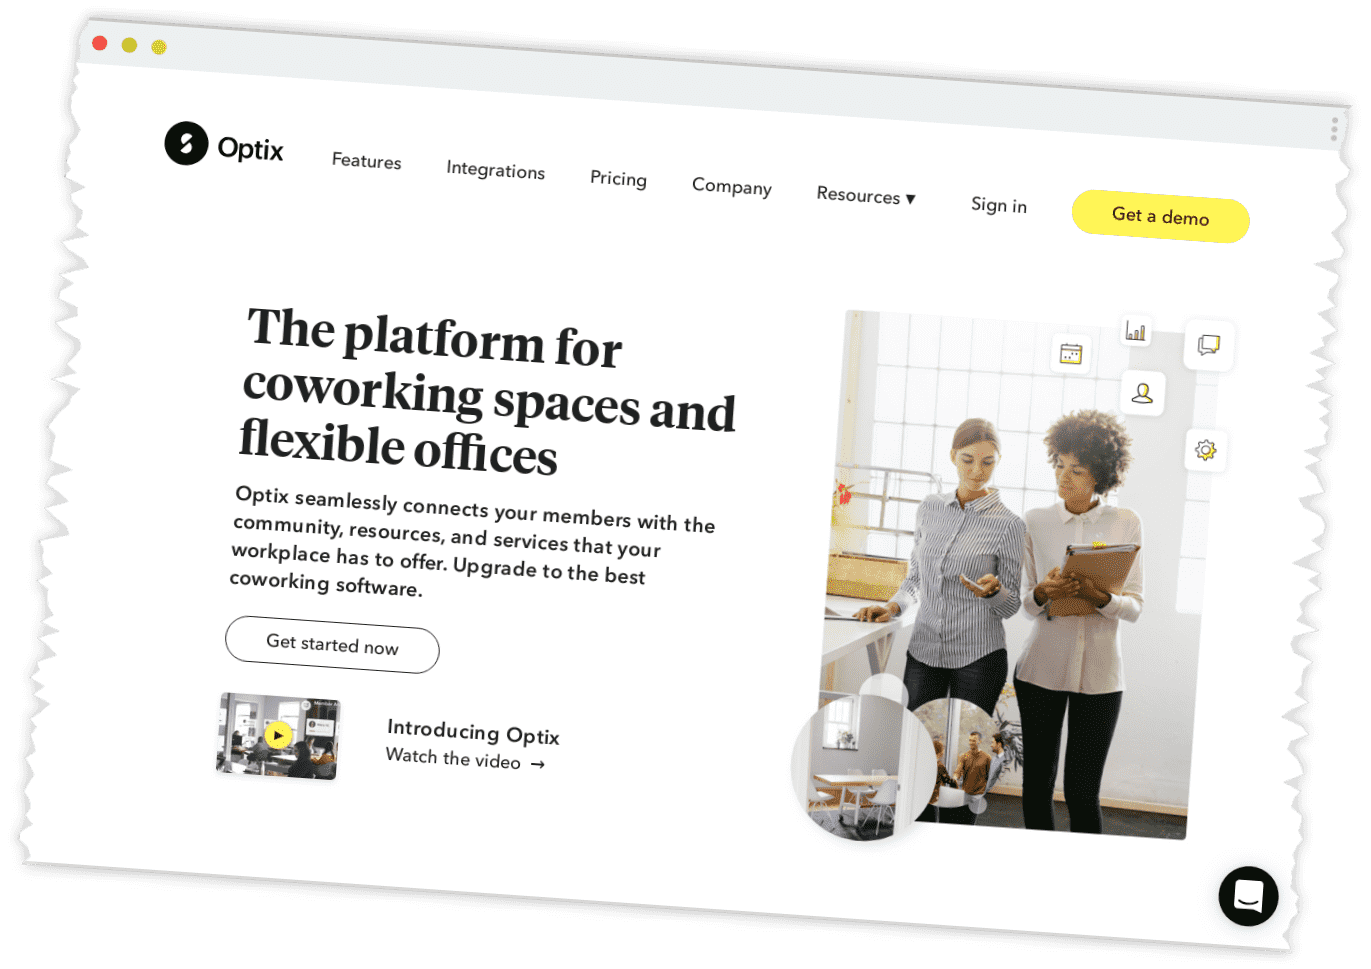 Optix
Features
Integrations
Pricing
Company
Resources ▾
Sign in
Get a demo
The platform for
coworking spaces and
flexible offices
Optix seamlessly connects your members with the
community, resources, and services that your
workplace has to offer. Upgrade to the best
coworking software.
Get started now
Introducing Optix
Watch the video →